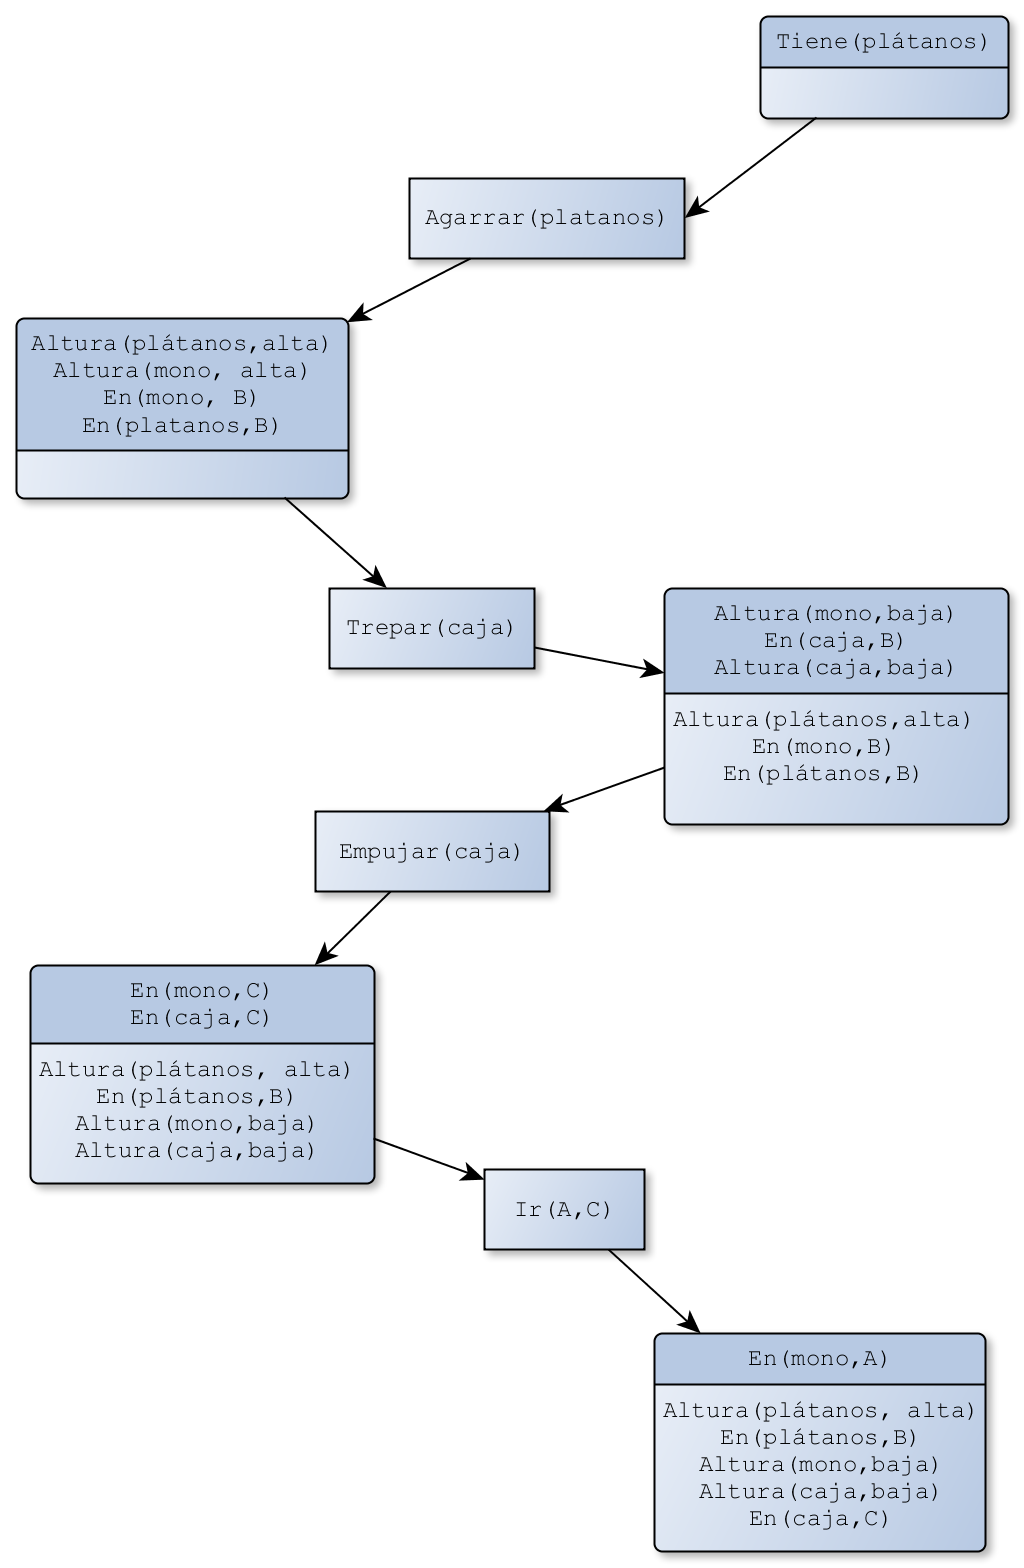 Tiene(plátanos)
Agarrar(platanos)
Altura(plátanos,alta)
Altura(mono, alta)
En(mono, B)
En(platanos,B)
Trepar(caja)
Altura(mono,baja)
En(caja,B)
Altura(caja,baja)
Altura(plátanos,alta)
En(mono,B)
En(plátanos,B)
Empujar(caja)
En(mono,C)
En(caja,C)
Altura(plátanos, alta)
En(plátanos,B)
Altura(mono,baja)
Altura(caja,baja)
Ir(A,C)
En(mono,A)
Altura(plátanos, alta)
En(plátanos,B)
Altura(mono,baja)
Altura(caja,baja)
En(caja,C)